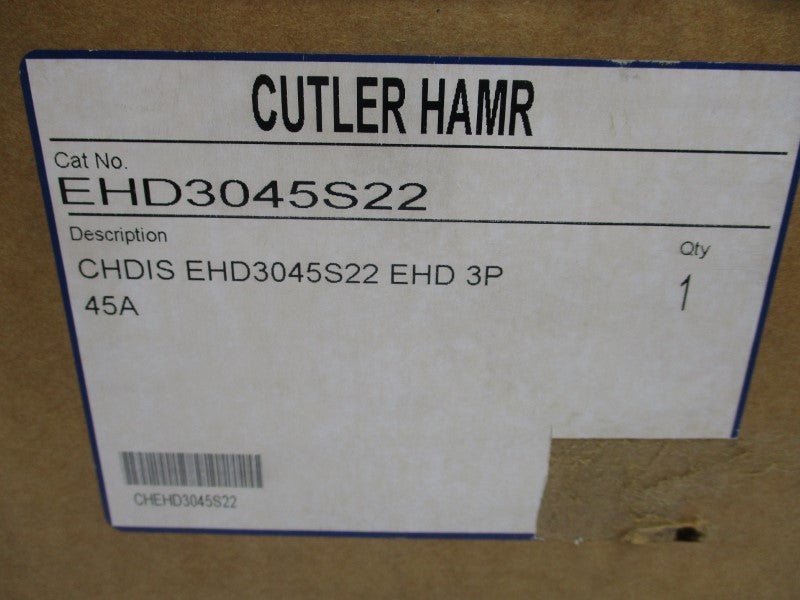 CUTLER HAMR
Cat No.
EHD3045S22
Description
Qty
CHDIS EHD3045S22 EHD 3P
45A
1
CHEHD3045S22